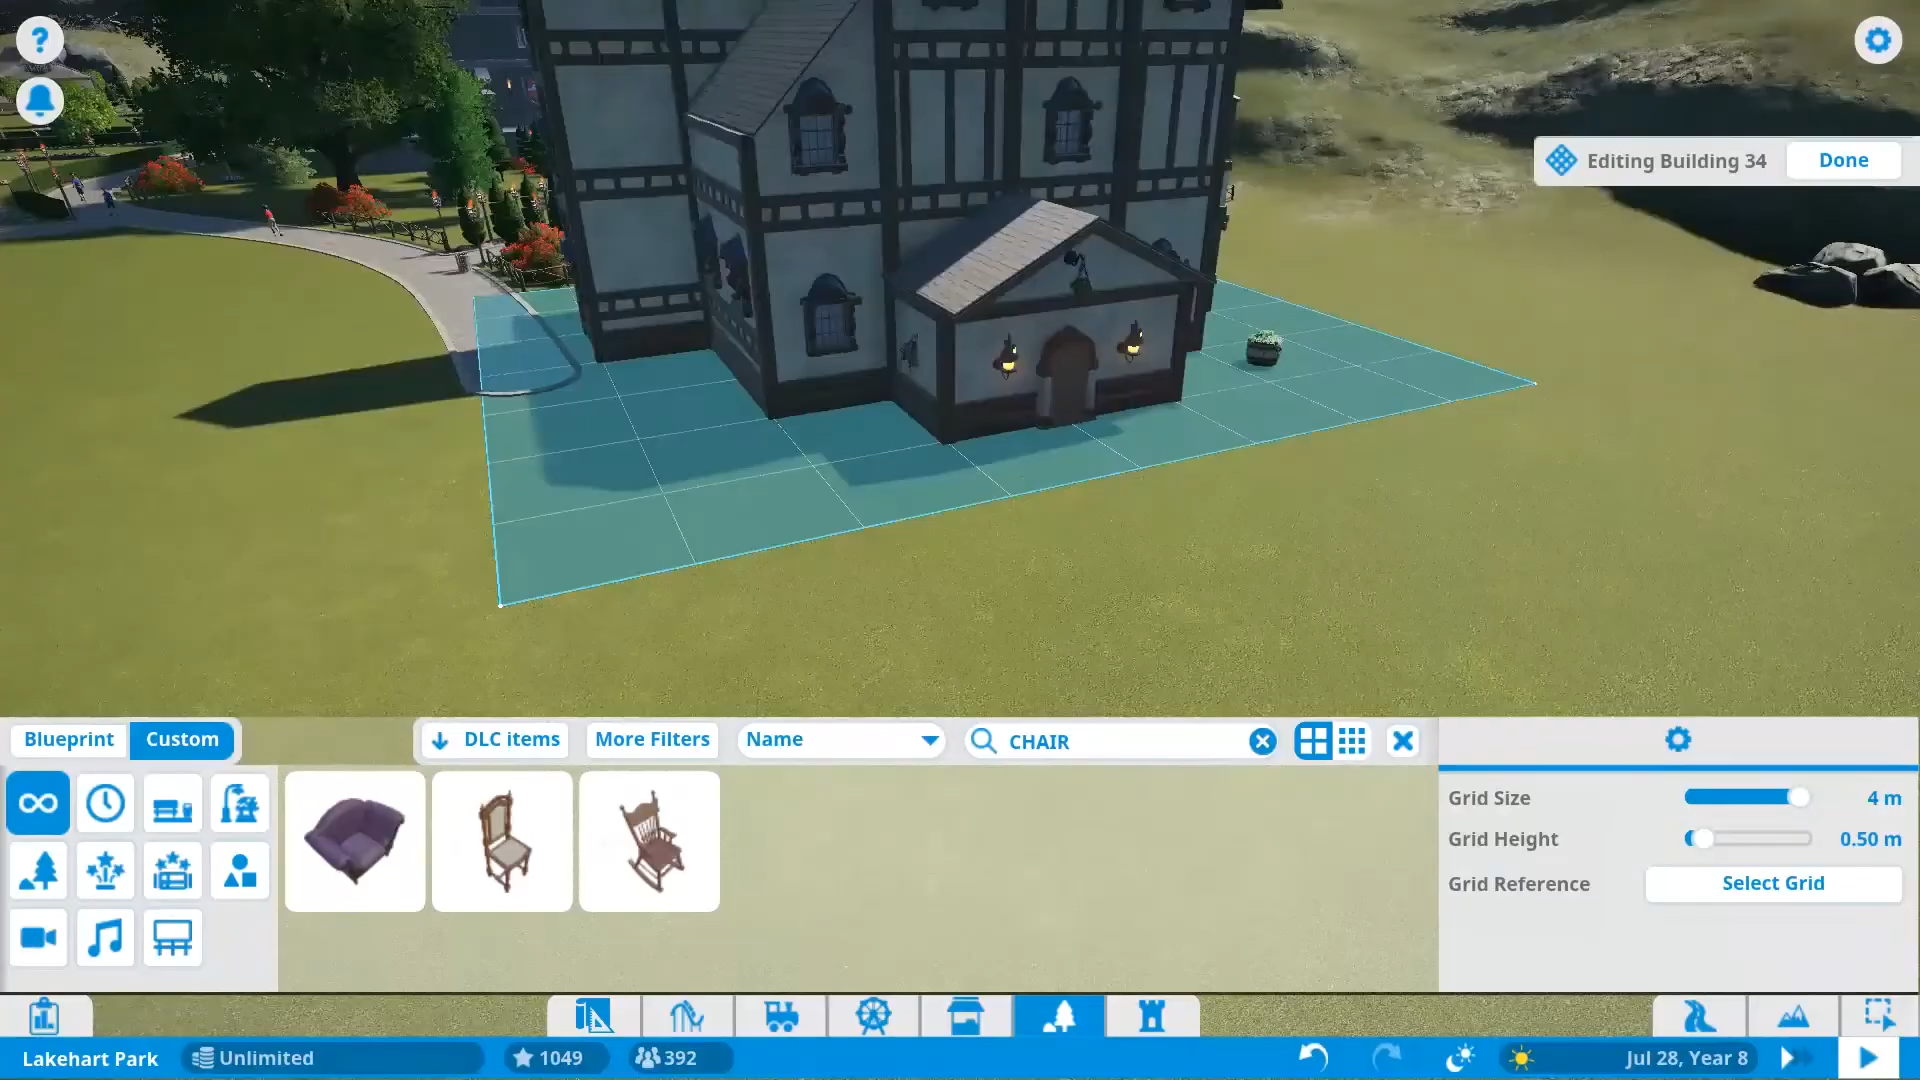 ?
Editing Building 34
Done
Blueprint
Custom
DLC items
More Filters
Name
CHAIR
Grid Size
4 m
Grid Height
0.50 m
Grid Reference
Select Grid
Lakehart Park
Unlimited
1049
392
Jul 28, Year 8